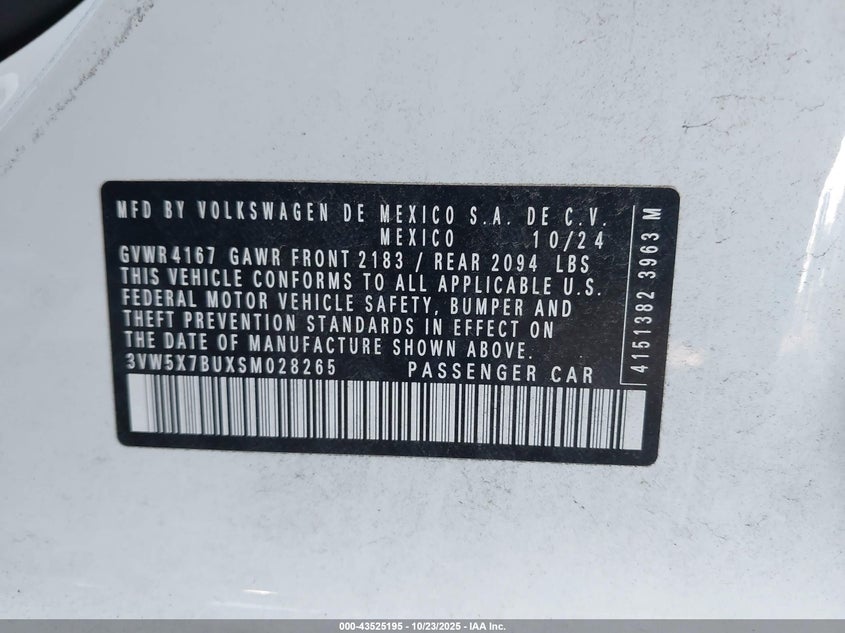 MFD BY VOLKSWAGEN DE MEXICO S.A. DE C.V.
MEXICO 10/24
GVWR 4167 GAWR FRONT 2183 / REAR 2094 LBS
THIS VEHICLE CONFORMS TO ALL APPLICABLE U.S.
FEDERAL MOTOR VEHICLE SAFETY, BUMPER AND
THEFT PREVENTION STANDARDS IN EFFECT ON
THE DATE OF MANUFACTURE SHOWN ABOVE.
3VW5X7BUXSM028265 PASSENGER CAR
4151382 3963 M
000-43525195 - 10/23/2025 - IAA Inc.